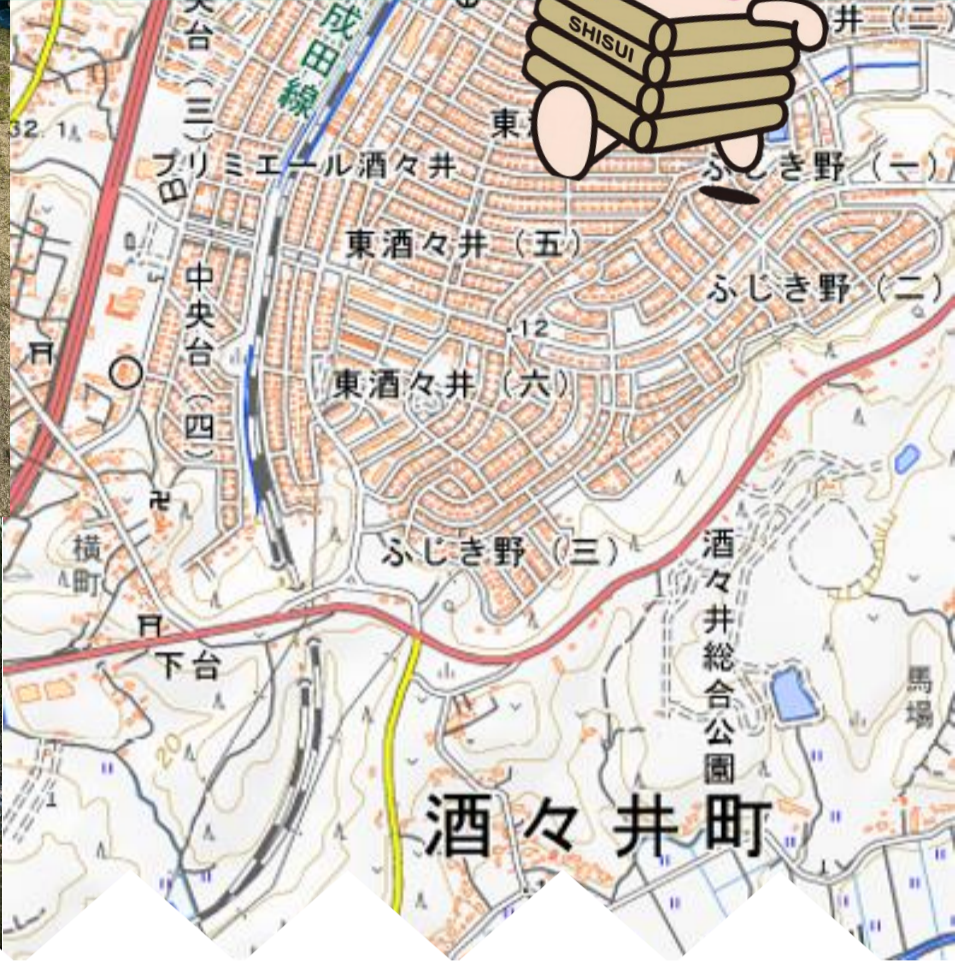 SHISUI
井(二)
央台(三)
成田線
32.1
東
プリミエール酒々井
ふじき野(一)
東酒々井(五)
中央台(四)
ふじき野(二)
12
東酒々井(六)
横町
ふじき野(三)
酒々井総合公園
下台
馬場
20
酒々井町